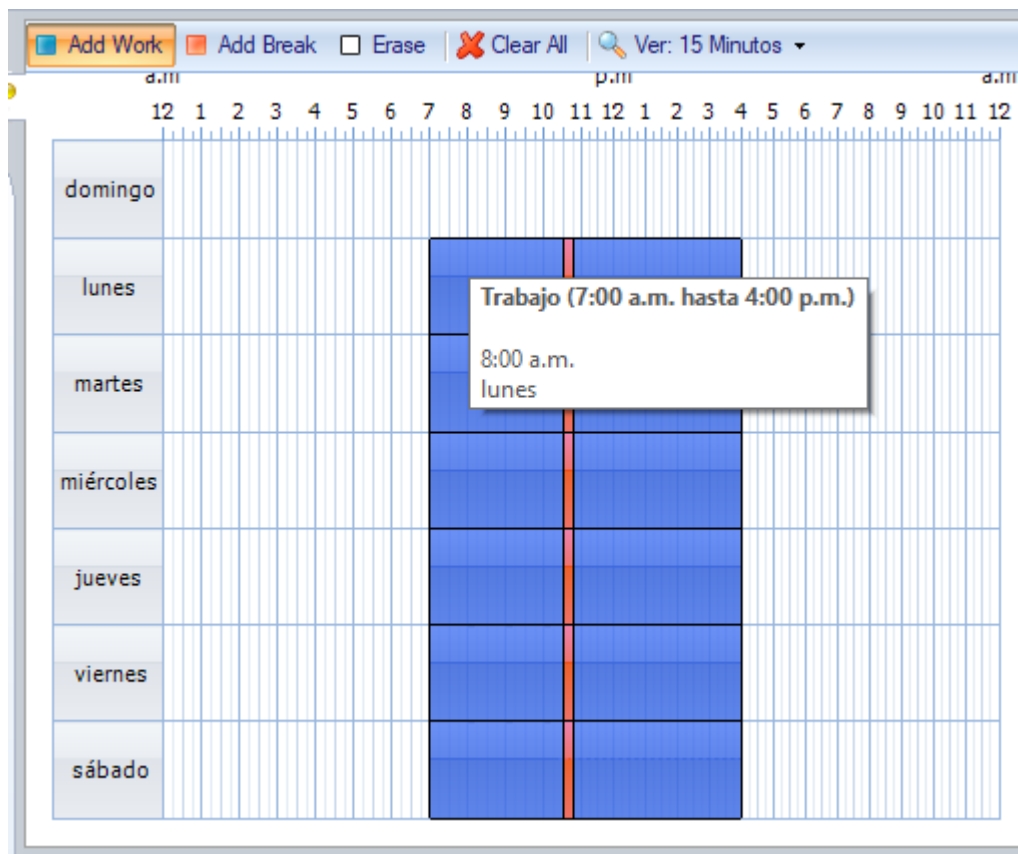 Add Work Add Break Erase Clear All Ver: 15 Minutos
a.m p.m a.m
12 1 2 3 4 5 6 7 8 9 10 11 12 1 2 3 4 5 6 7 8 9 10 11 12
domingo
lunes
Trabajo (7:00 a.m. hasta 4:00 p.m.)
8:00 a.m.
lunes
martes
miércoles
jueves
viernes
sábado